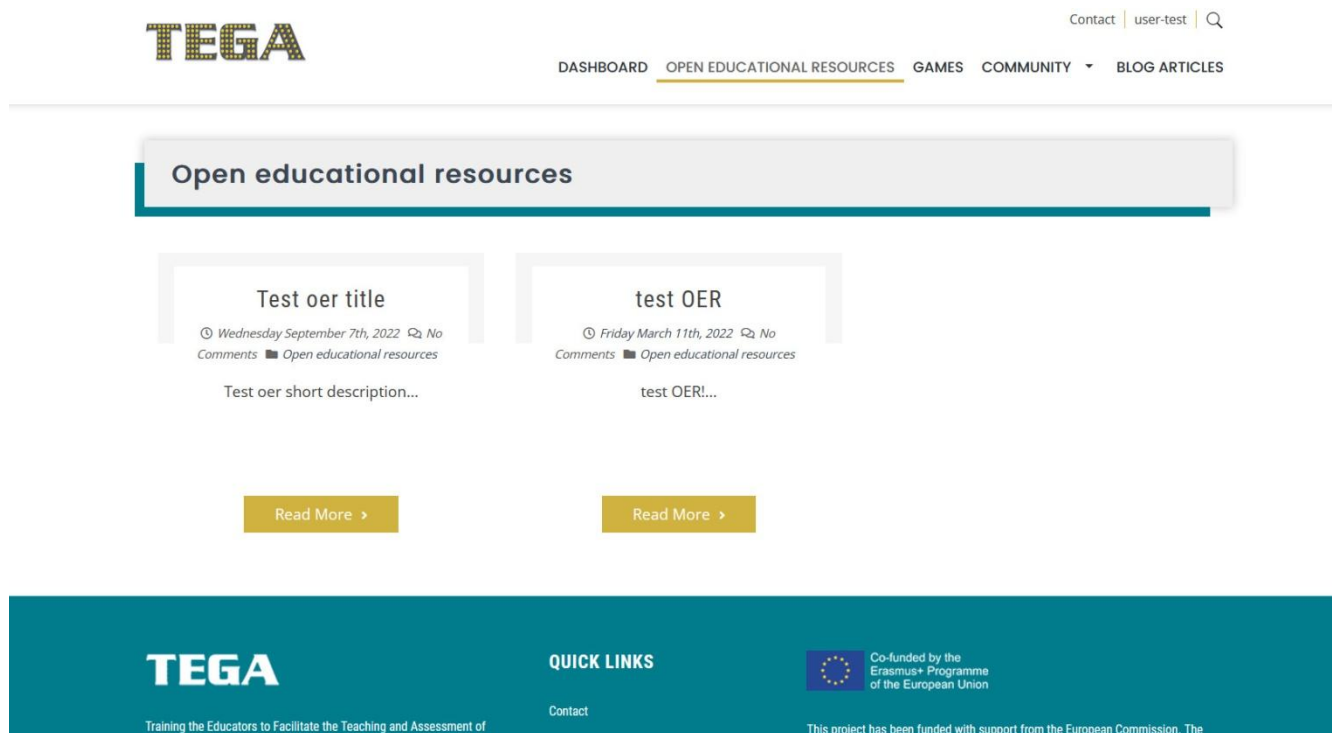 TEGA
Contact user-test
DASHBOARD OPEN EDUCATIONAL RESOURCES GAMES COMMUNITY BLOG ARTICLES
Open educational resources
Test oer title
Wednesday September 7th, 2022 No
Comments Open educational resources
Test oer short description...
Read More
test OER
Friday March 11th, 2022 No
Comments Open educational resources
test OER!...
Read More
TEGA
Training the Educators to Facilitate the Teaching and Assessment of
QUICK LINKS
Contact
Co-funded by the
Erasmus+ Programme
of the European Union
This project has been funded with support from the European Commission. The